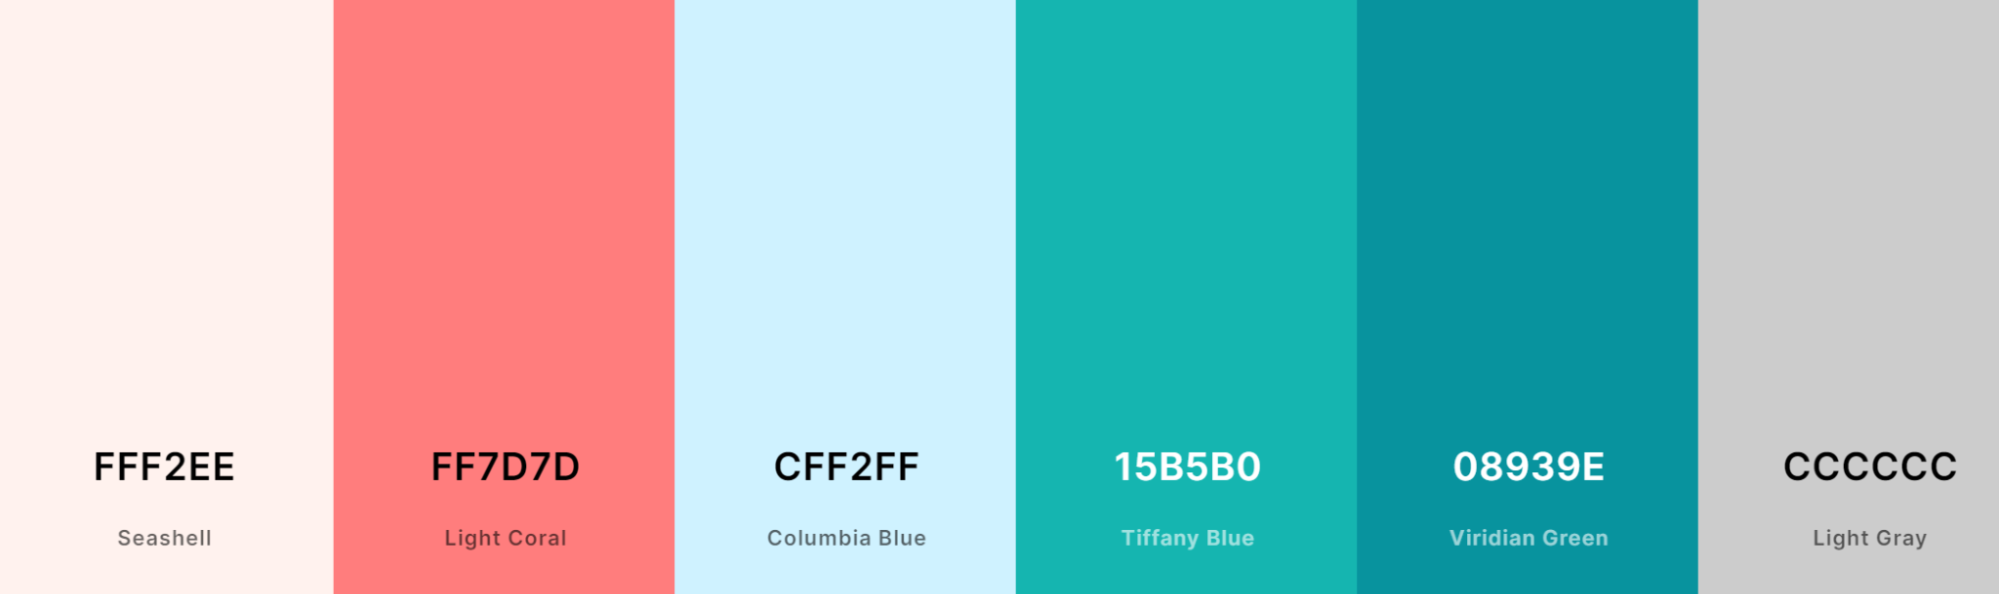 FFF2EE
Seashell
FF7D7D
Light Coral
CFF2FF
Columbia Blue
15B5B0
Tiffany Blue
08939E
Viridian Green
CCCCCC
Light Gray